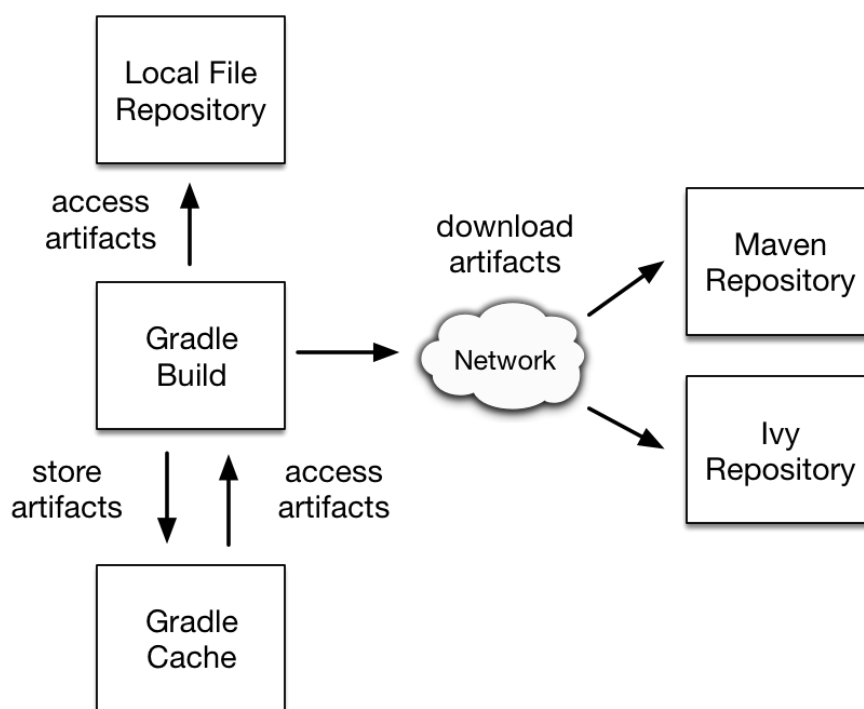 Local File
Repository
access
artifacts
download
artifacts
Maven
Repository
Gradle
Build
Network
Ivy
Repository
store
artifacts
access
artifacts
Gradle
Cache